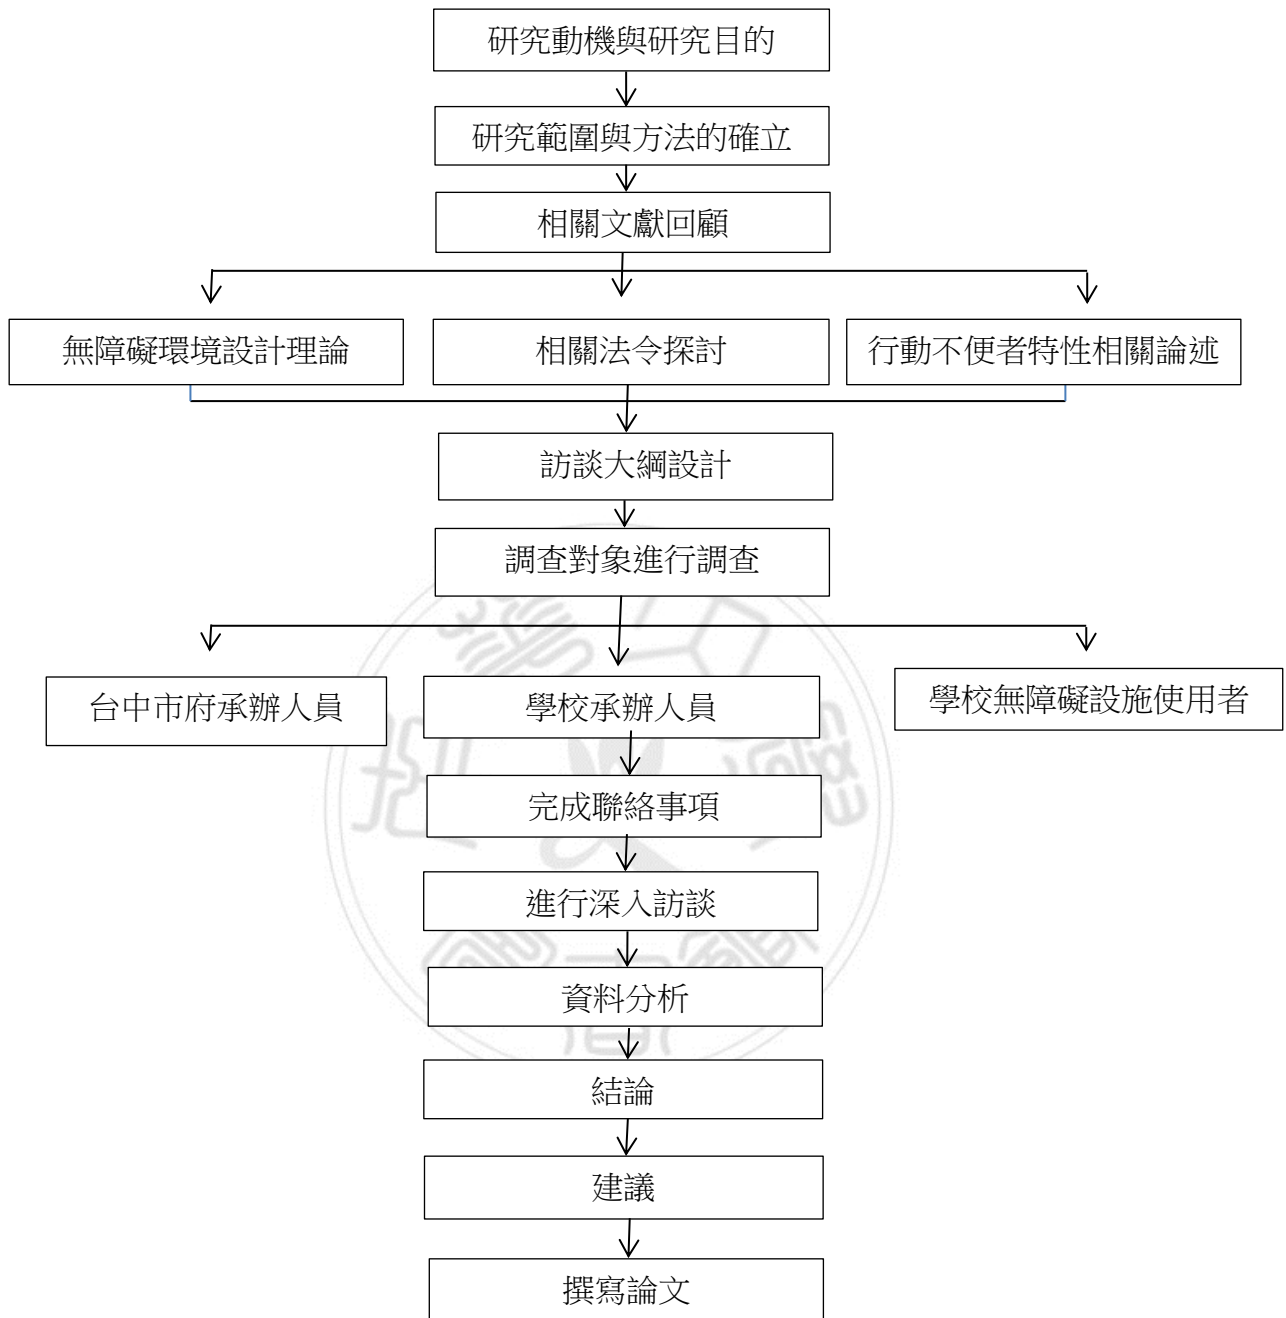 研究動機與研究目的
研究範圍與方法的確立
相關文獻回顧
無障礙環境設計理論
相關法令探討
行動不便者特性相關論述
訪談大綱設計
調查對象進行調查
台中市府承辦人員
學校承辦人員
學校無障礙設施使用者
完成聯絡事項
進行深入訪談
資料分析
結論
建議
撰寫論文